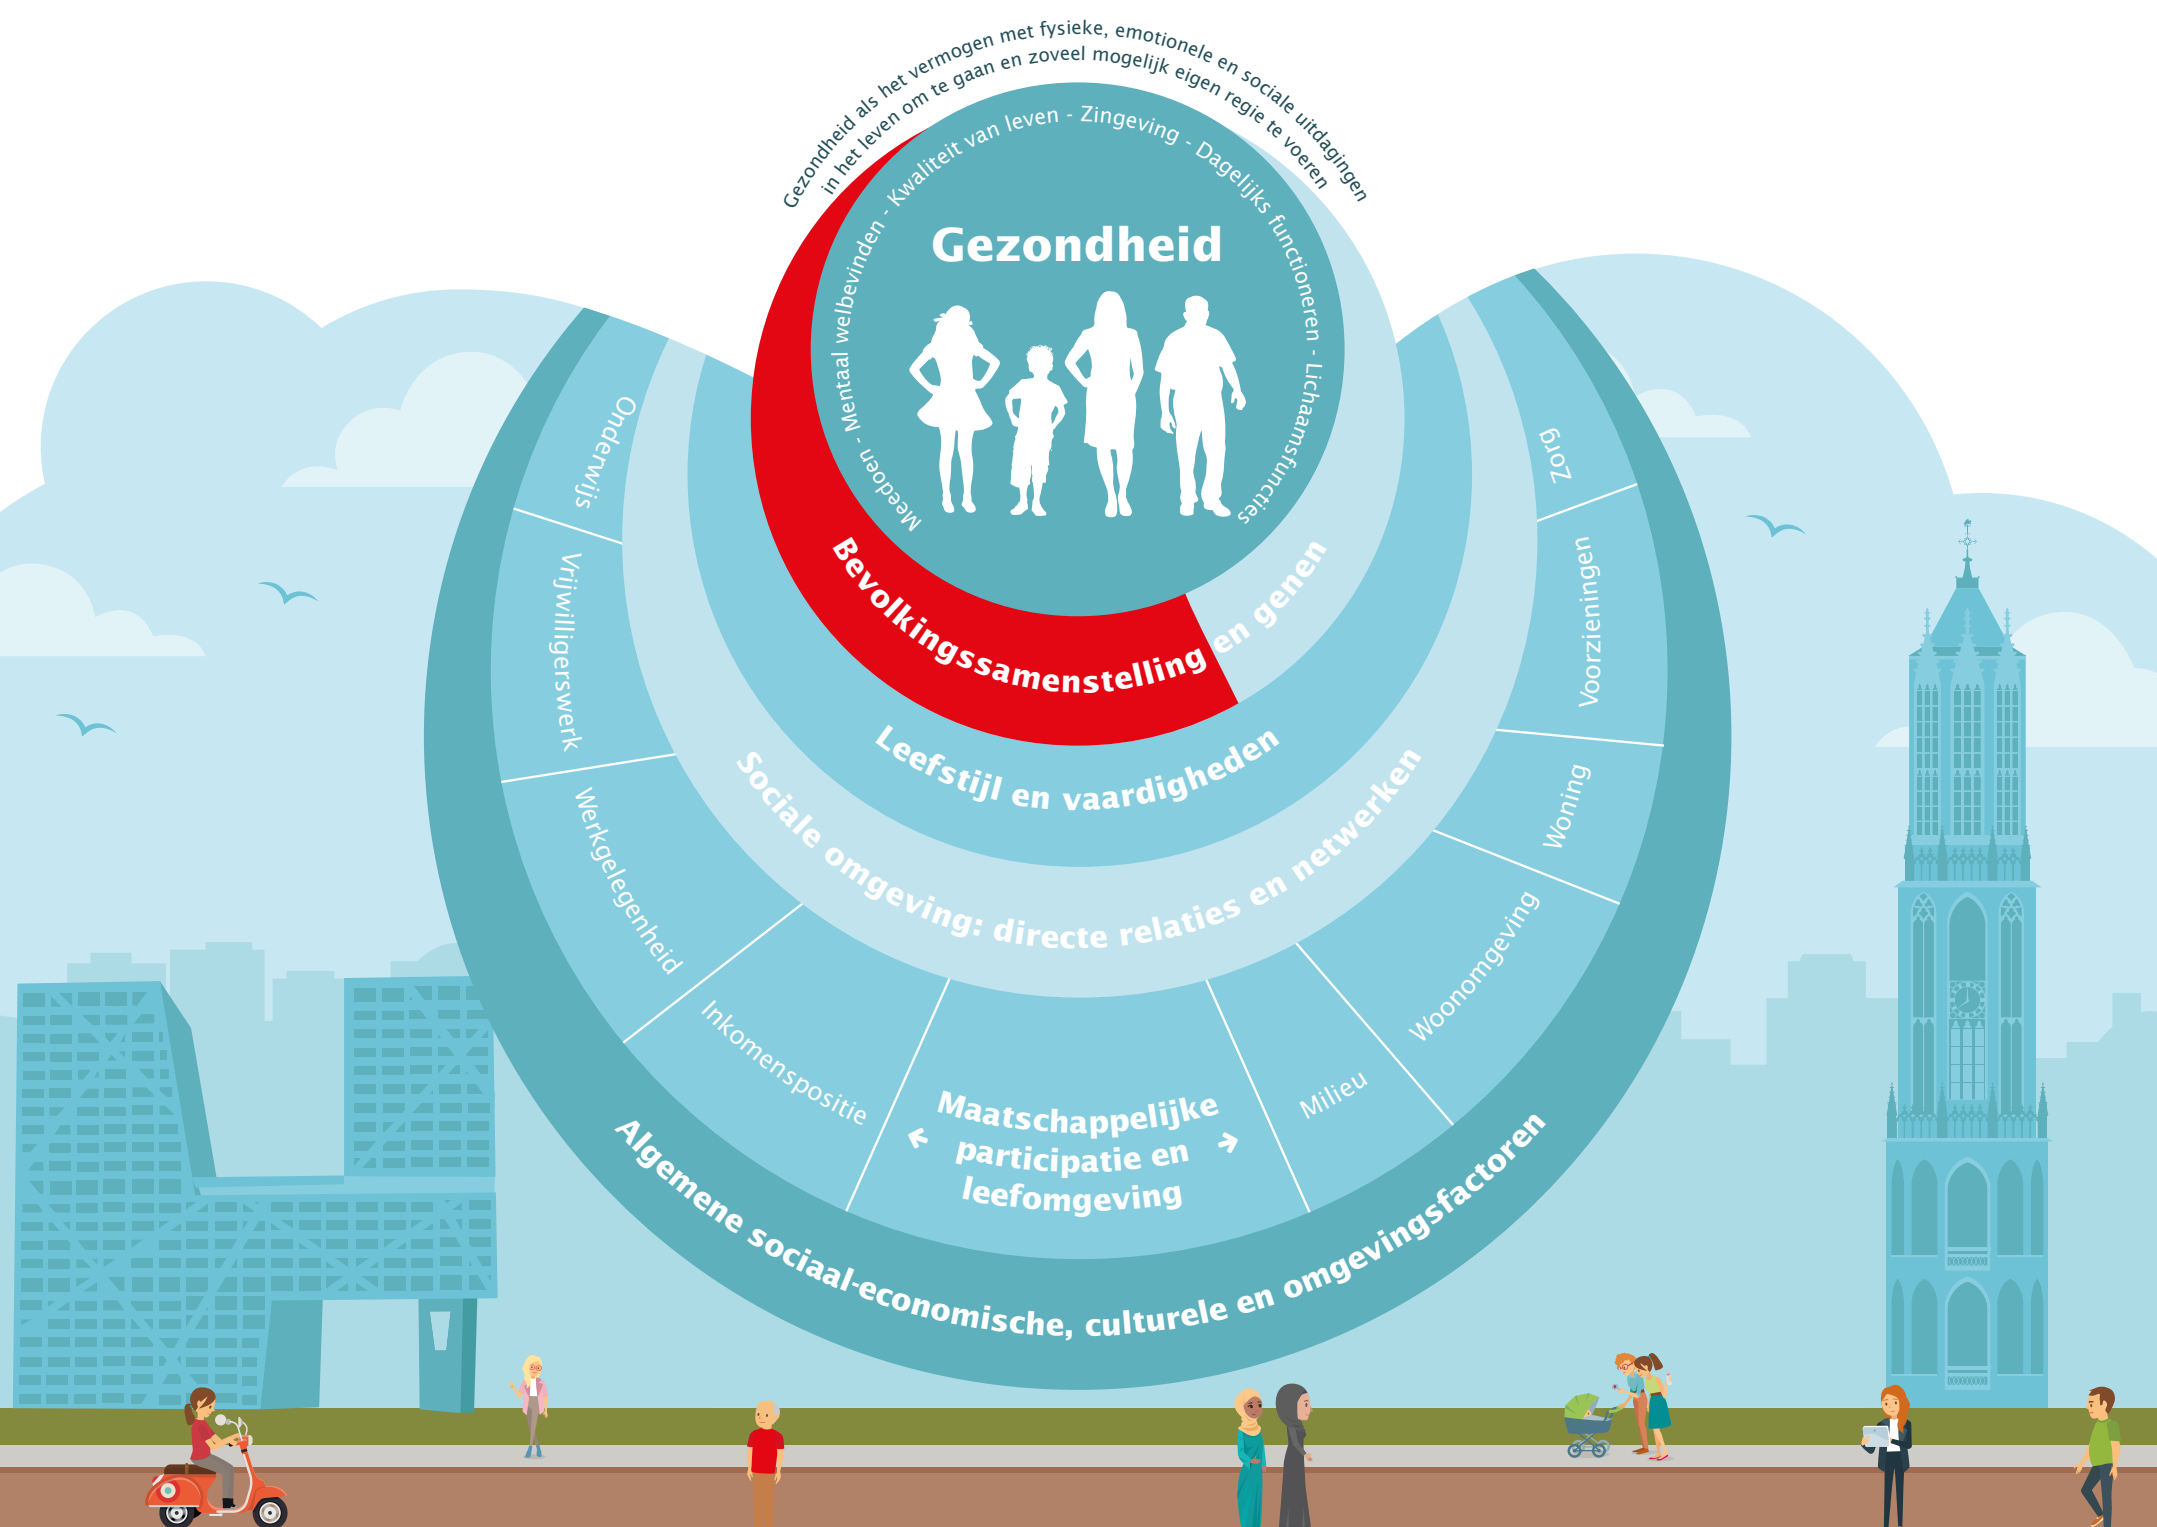 Gezondheid als het vermogen met fysieke, emotionele en sociale uitdagingen
in het leven om te gaan en zoveel mogelijk eigen regie te voeren
Meedoen - Mentaal welbevinden - Kwaliteit van leven - Zingeving - Dagelijks functioneren - Lichaamsfuncties
Gezondheid
Bevolkingssamenstelling en genen
Leefstijl en vaardigheden
Sociale omgeving: directe relaties en netwerken
Onderwijs
Vrijwilligerswerk
Werkgelegenheid
Inkomenspositie
Maatschappelijke
participatie en
leefomgeving
Milieu
Woonomgeving
Woning
Voorzieningen
Zorg
Algemene sociaal-economische, culturele en omgevingsfactoren